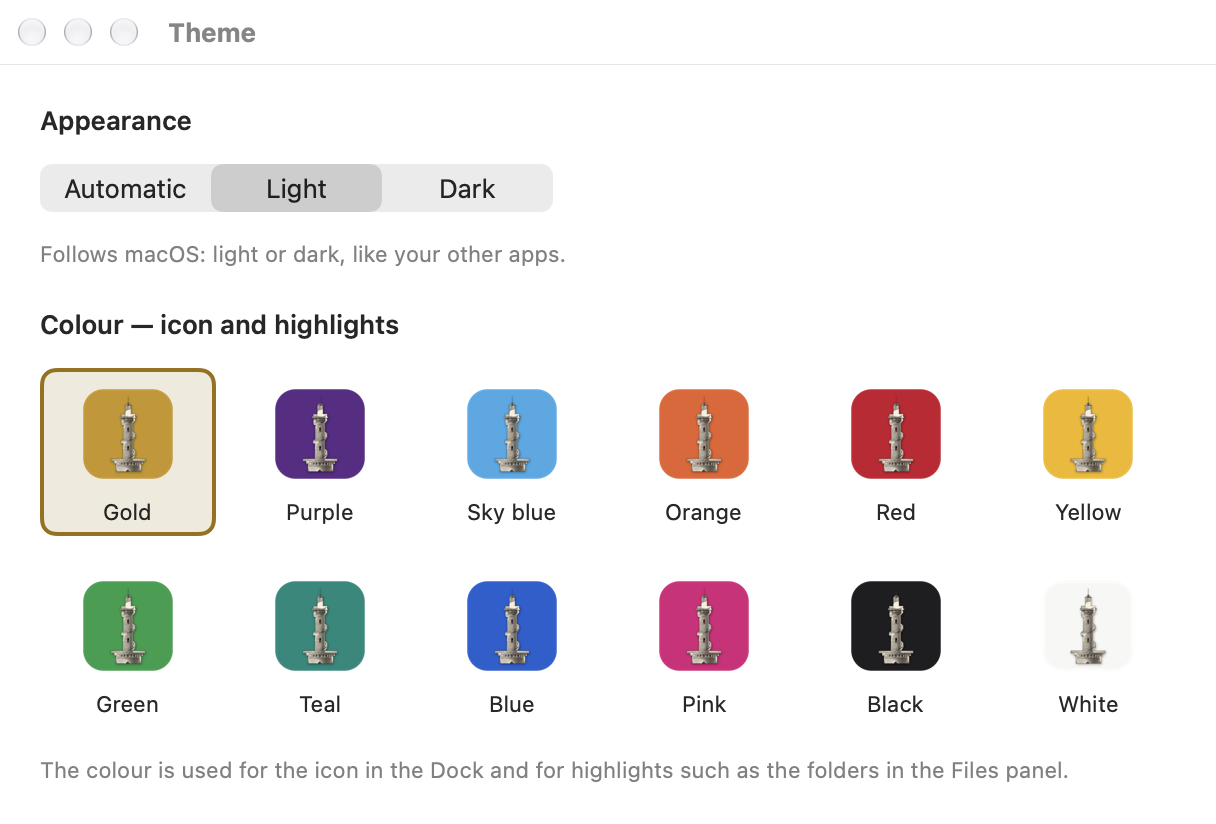 Theme
Appearance
Automatic Light Dark
Follows macOS: light or dark, like your other apps.
Colour — icon and highlights
Gold Purple Sky blue Orange Red Yellow
Green Teal Blue Pink Black White
The colour is used for the icon in the Dock and for highlights such as the folders in the Files panel.